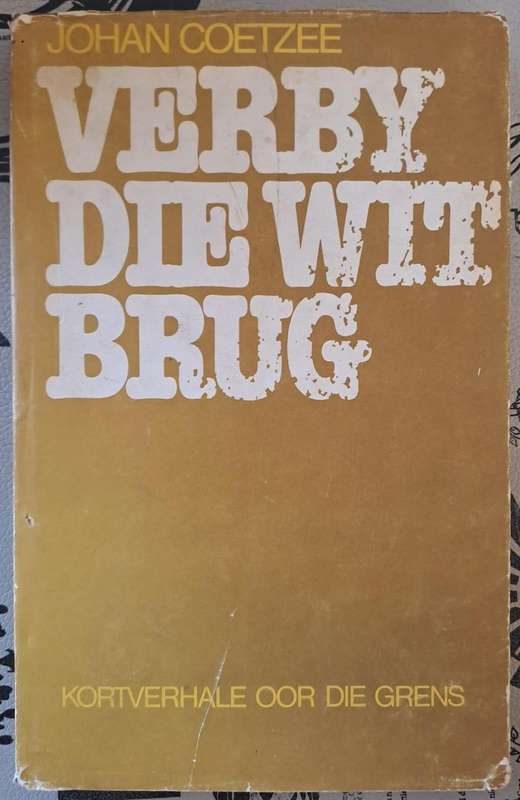 JOHAN COETZEE
VERBY
DIE WIT
BRUG
KORTVERHALE OOR DIE GRENS